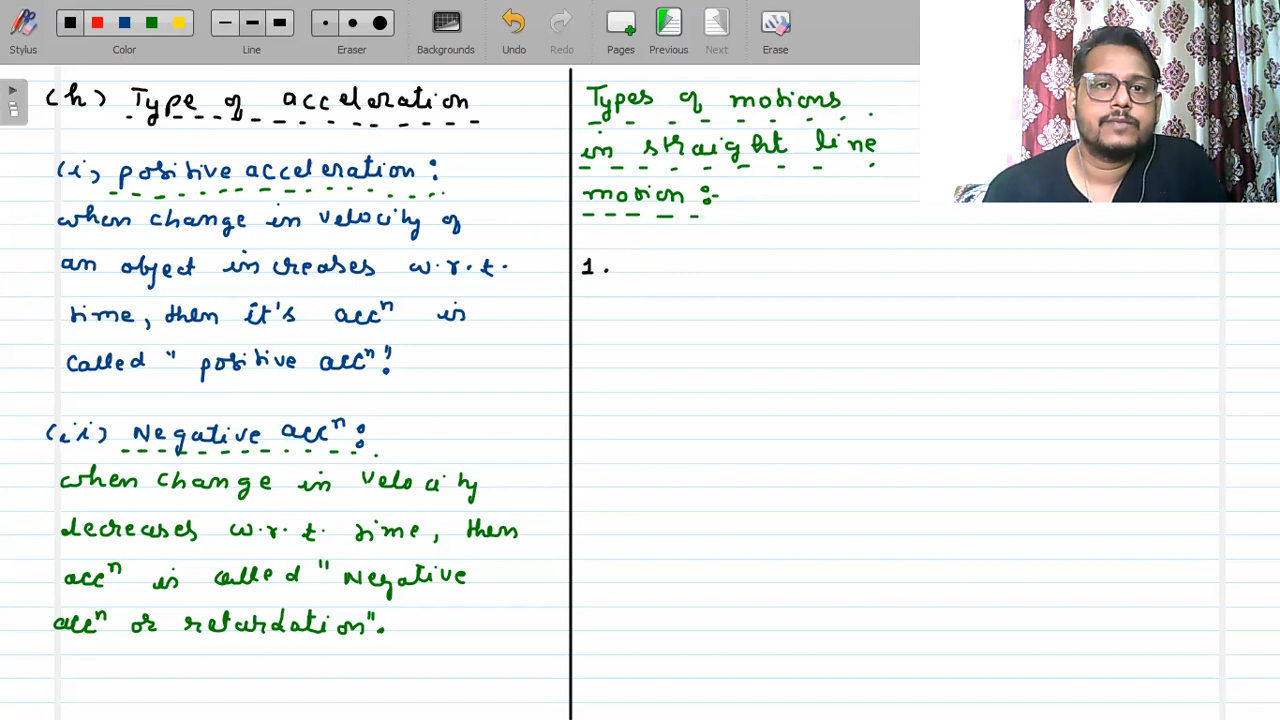 Stylus
Color
Line
Eraser
Backgrounds
Undo
Redo
Pages
Previous
Next
Erase
(h) Type of acceleration
(i) positive acceleration:
when change in velocity of
an object increases w.r.t.
time, then it's accⁿ is
called " positive accⁿ".
(ii) Negative accⁿ:
when change in velocity
decreases w.r.t. time, then
accⁿ is called " Negative
accⁿ or retardation".
Types of motions
in straight line
motion :-
1.